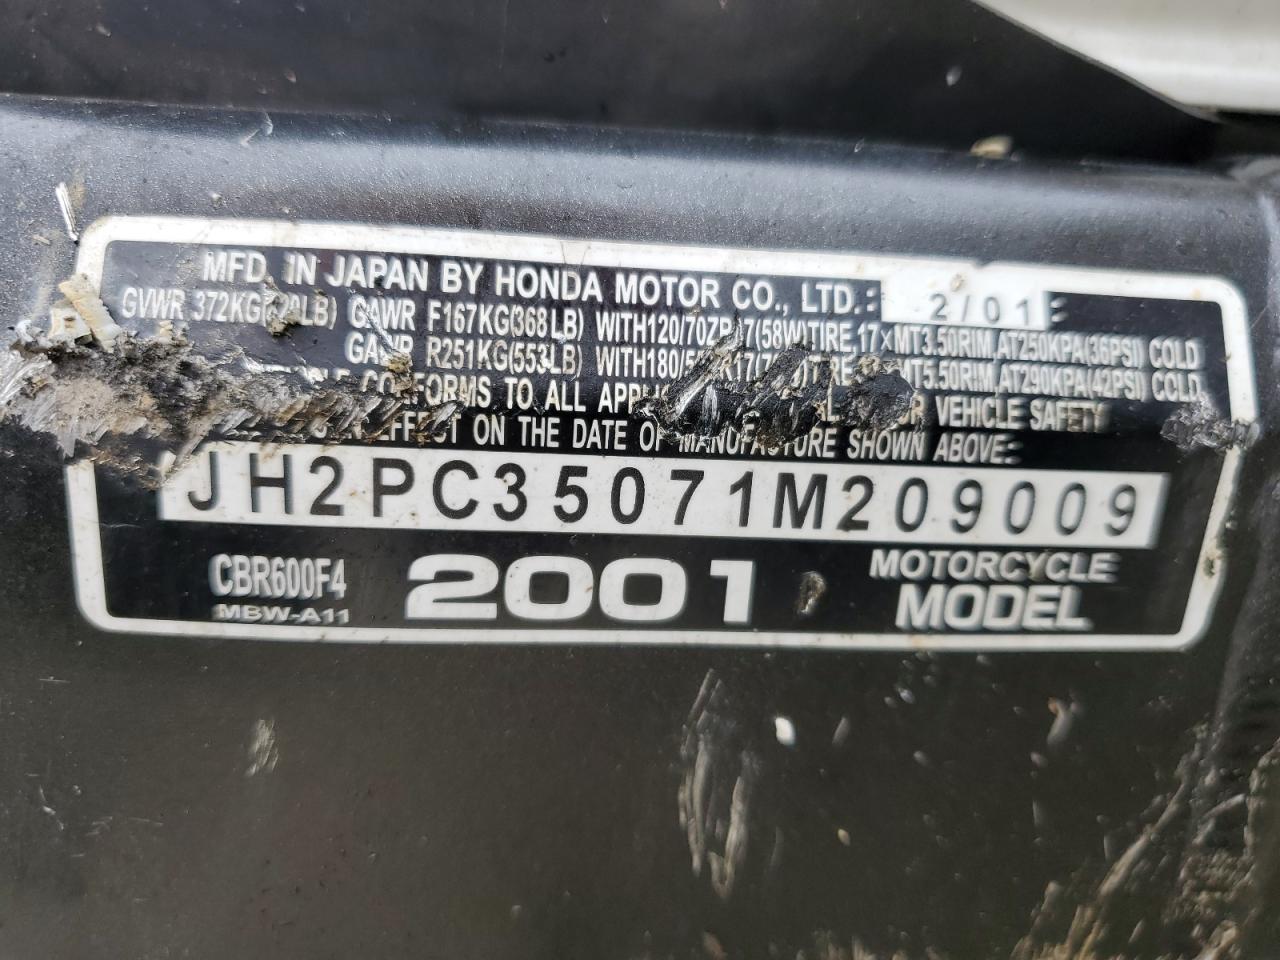 MFD. IN JAPAN BY HONDA MOTOR CO., LTD.: 2/01
GVWR 372KG( LB) GAWR F167KG(368LB) WITH120/70ZR17(58W)TIRE,17×MT3.50RIM,AT250KPA(36PSI) COLD
GAWR R251KG(553LB) MT5.50RIM,AT290KPA(42PSI) COLD
CONFORMS TO ALL VEHICLE SAFETY
EFFECT ON THE DATE OF MANUFACTURE SHOWN ABOVE:
JH2PC35071M209009
CBR600F4 2001 MOTORCYCLE
MBW-A11 MODEL